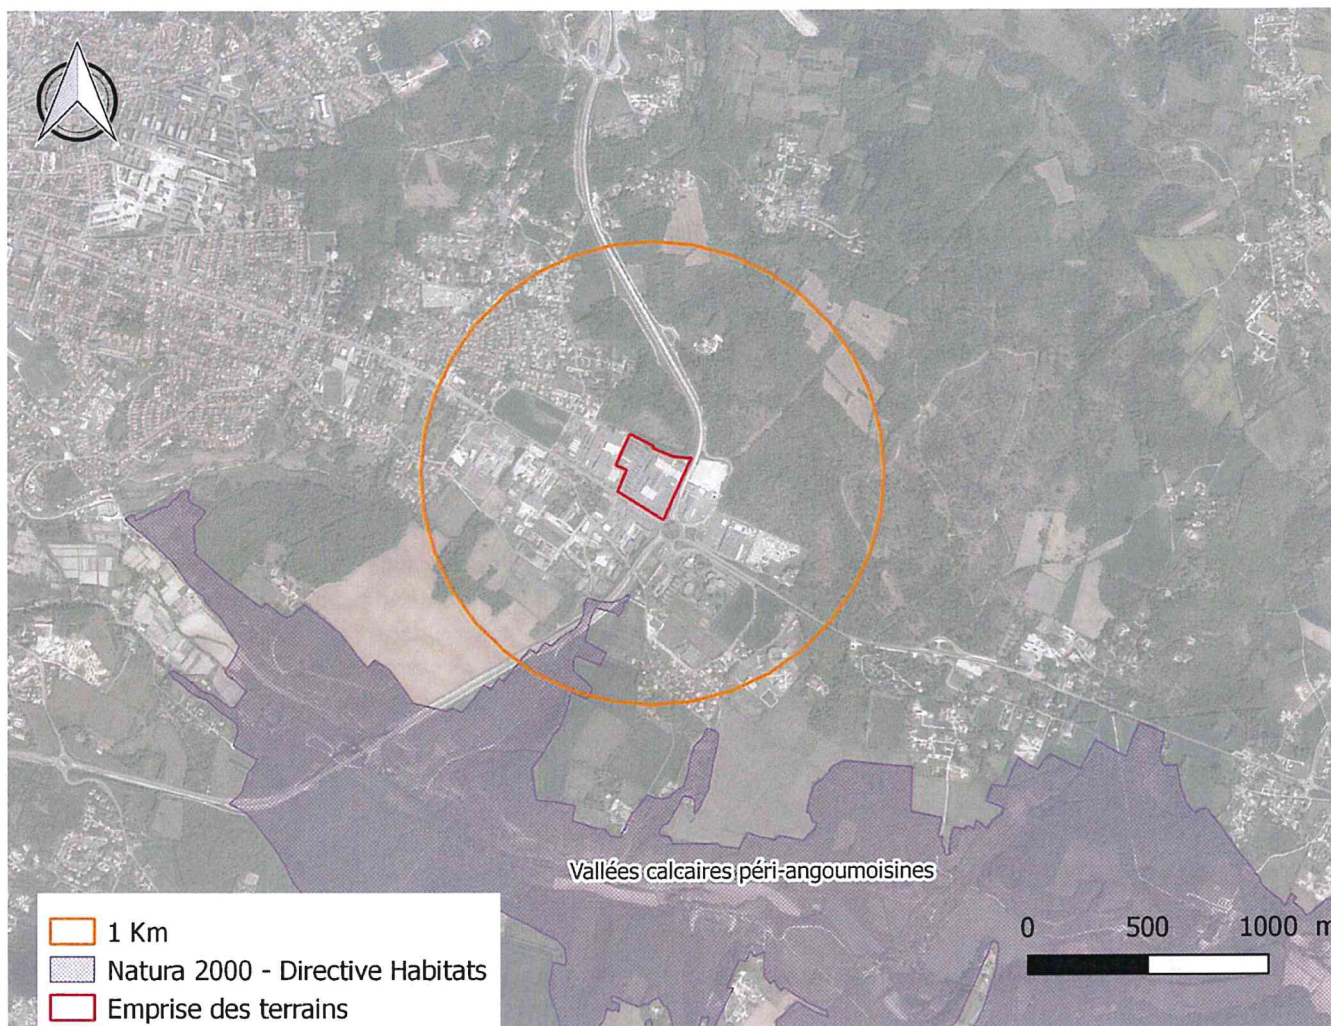 Vallées calcaires péri-angoumoisines
1 Km
Natura 2000 - Directive Habitats
Emprise des terrains
0 500 1000 m